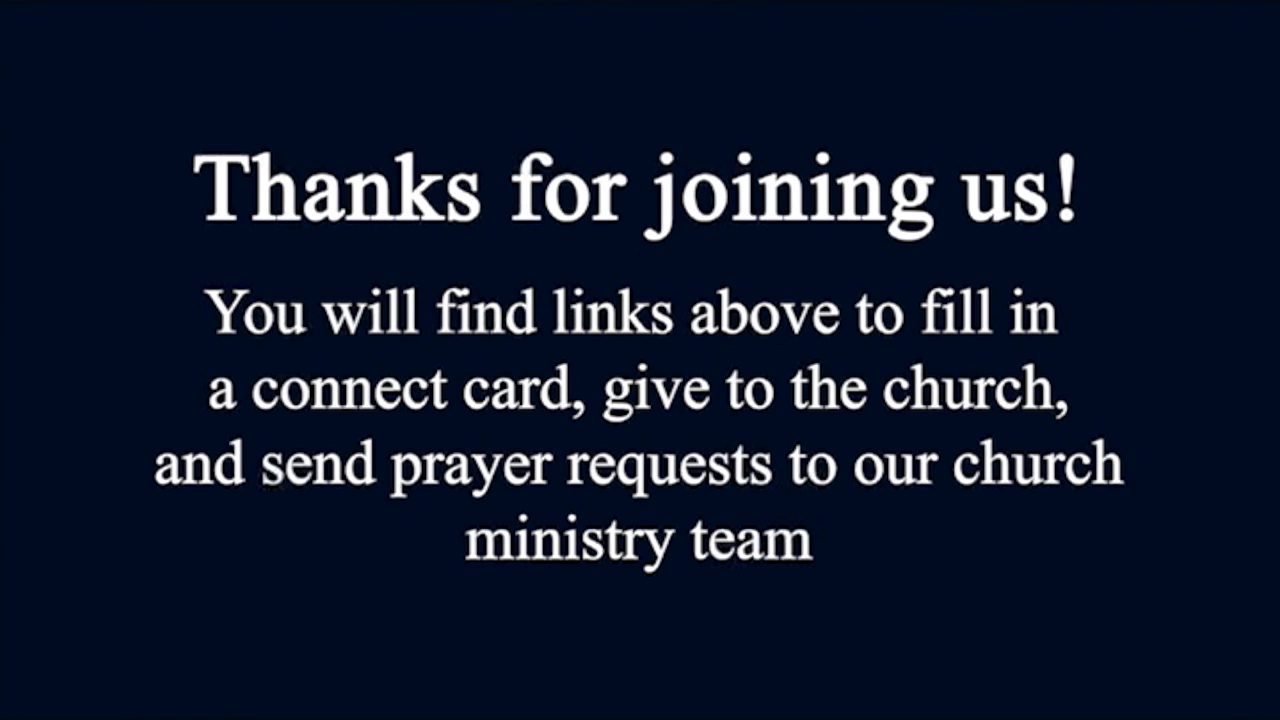 Thanks for joining us!
You will find links above to fill in
a connect card, give to the church,
and send prayer requests to our church
ministry team